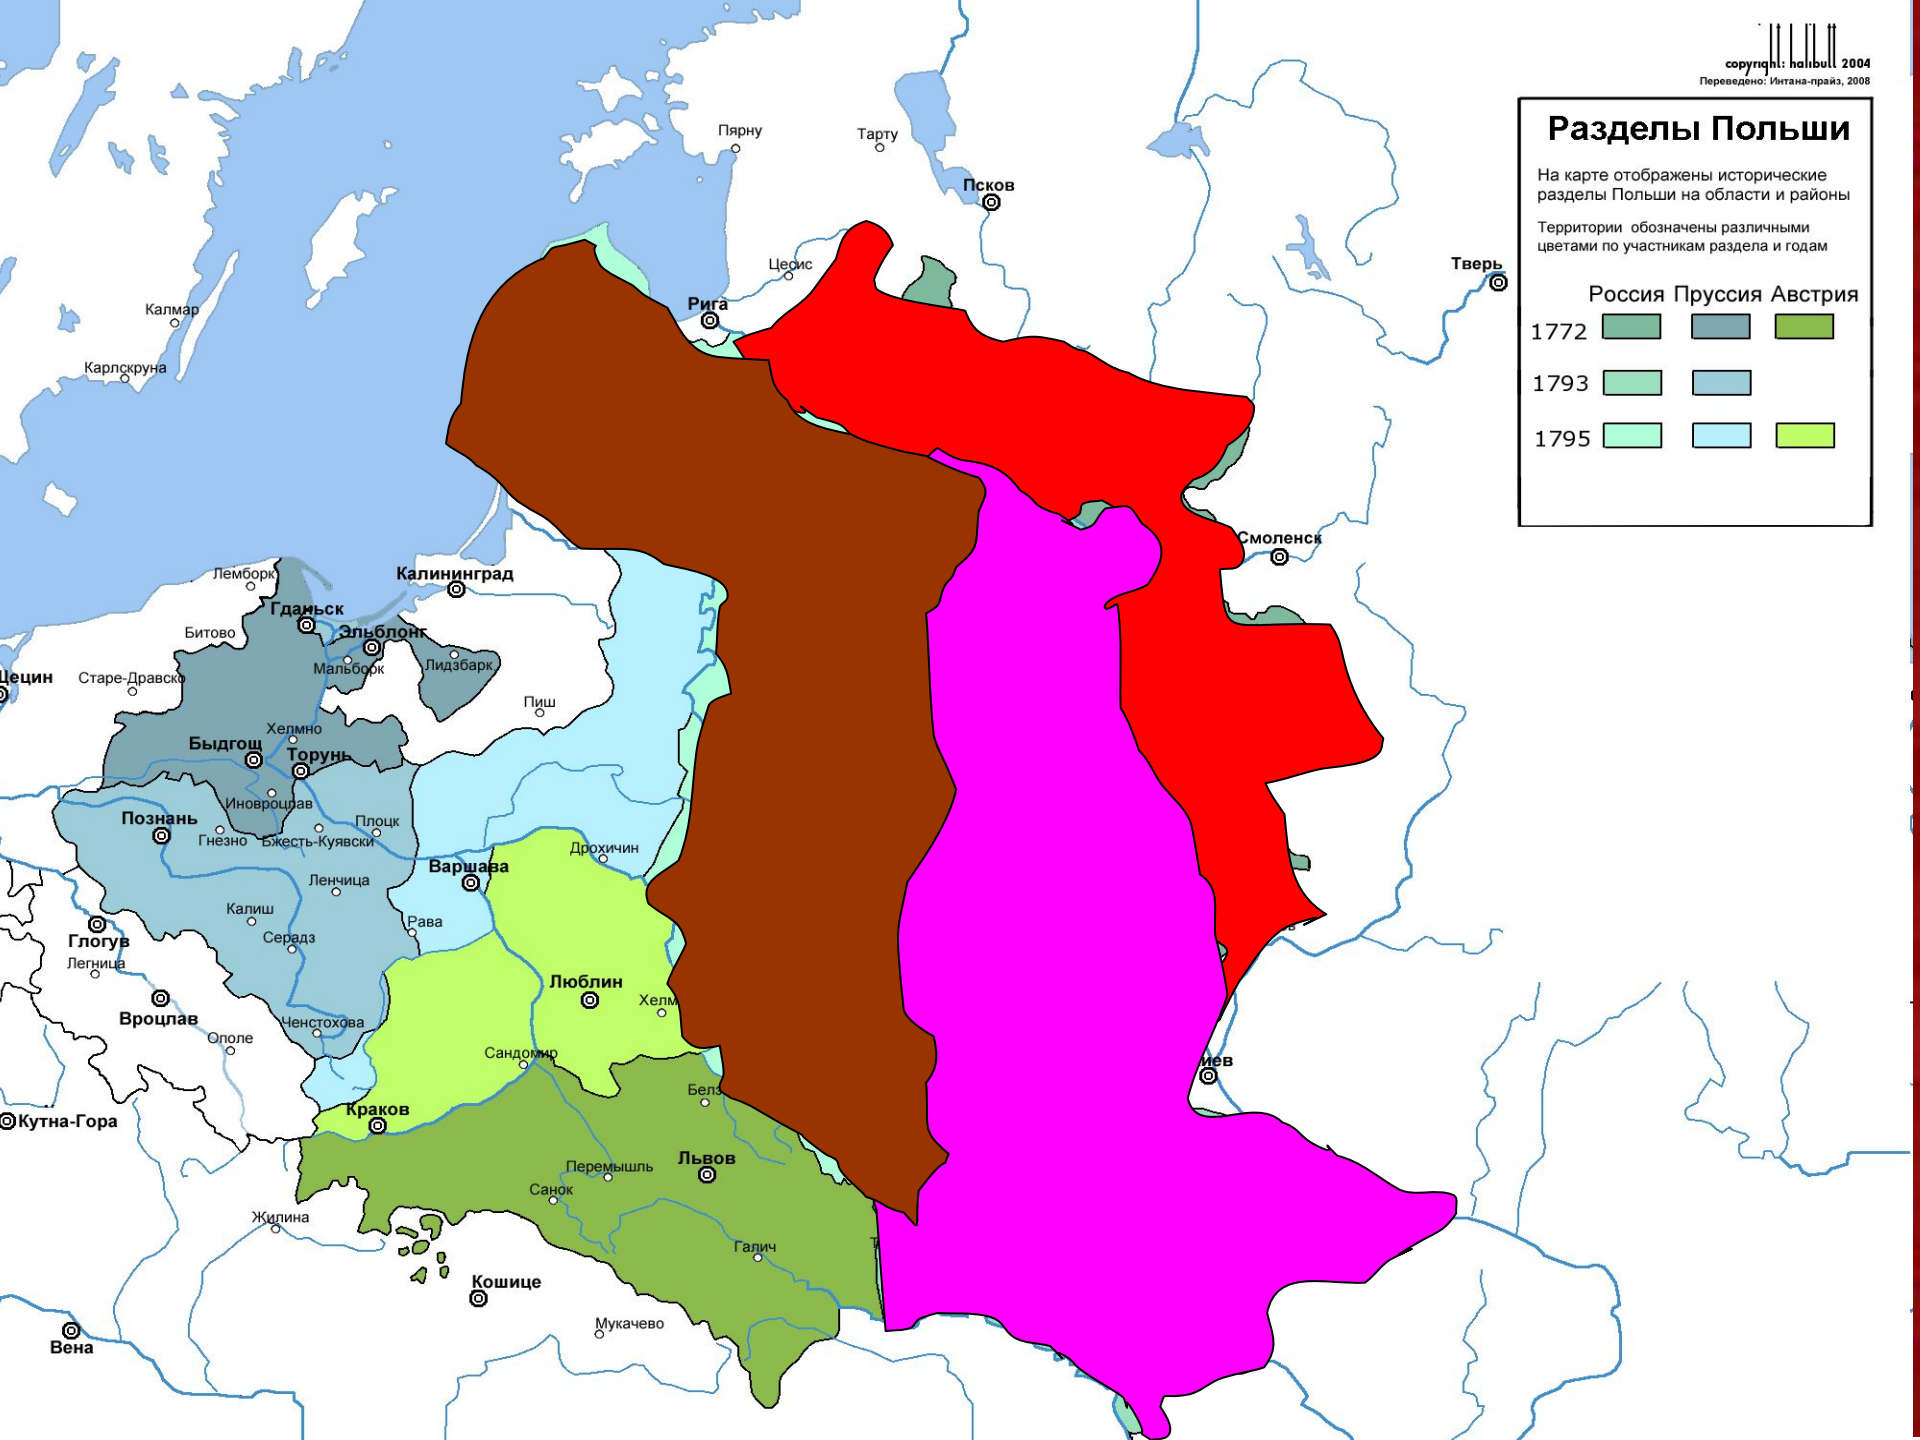 copyright: halibutt 2004
Переведено: Интана-прайз, 2008
Разделы Польши
На карте отображены исторические
разделы Польши на области и районы
Территории обозначены различными
цветами по участникам раздела и годам
Россия Пруссия Австрия
1772
1793
1795
Пярну
Тарту
Псков
Тверь
Цесис
Рига
Калмар
Карлскруна
Смоленск
Лемборк
Калининград
Гданьск
Эльблонг
Битово
Мальборк
Лидзбарк
Щецин
Старе-Дравско
Пиш
Хелмно
Быдгощ
Торунь
Иновроцлав
Познань
Гнезно
Бжесть-Куявски
Плоцк
Дрохичин
Варшава
Ленчица
Калиш
Рава
Серадз
Глогув
Легница
Люблин
Хелм
Вроцлав
Ченстохова
Ополе
Сандомир
иев
Белз
Краков
Кутна-Гора
Перемышль
Львов
Санок
Жилина
Галич
Кошице
Мукачево
Вена